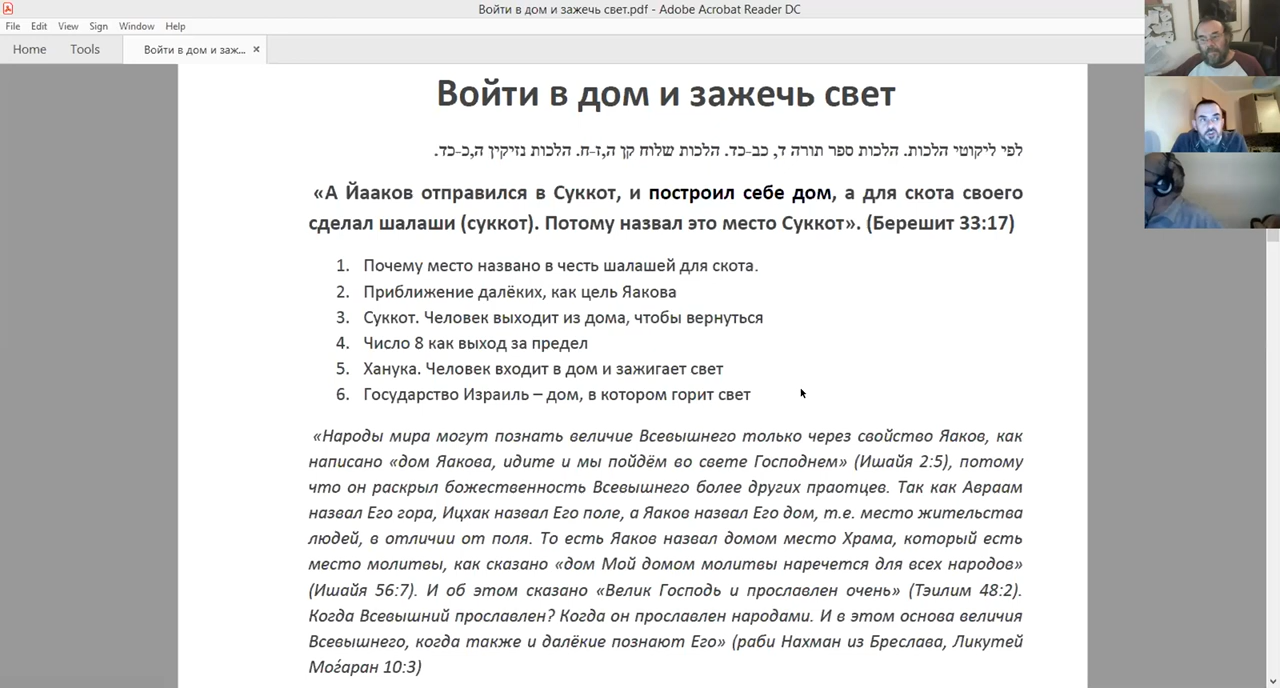 Войти в дом и зажечь свет.pdf - Adobe Acrobat Reader DC
File Edit View Sign Window Help
Home Tools Войти в дом и заж... ×
Войти в дом и зажечь свет
לפי ליקוטי הלכות. הלכות ספר תורה ד, כב-כד. הלכות שלוח קן ה,ז-ח. הלכות נזיקין ה,כ-כד.
«А Йааков отправился в Суккот, и построил себе дом, а для скота своего
сделал шалаши (суккот). Потому назвал это место Суккот». (Берешит 33:17)
1. Почему место названо в честь шалашей для скота.
2. Приближение далёких, как цель Яакова
3. Суккот. Человек выходит из дома, чтобы вернуться
4. Число 8 как выход за предел
5. Ханука. Человек входит в дом и зажигает свет
6. Государство Израиль – дом, в котором горит свет
«Народы мира могут познать величие Всевышнего только через свойство Яаков, как
написано «дом Яакова, идите и мы пойдём во свете Господнем» (Ишайя 2:5), потому
что он раскрыл божественность Всевышнего более других праотцев. Так как Авраам
назвал Его гора, Ицхак назвал Его поле, а Яаков назвал Его дом, т.е. место жительства
людей, в отличии от поля. То есть Яаков назвал домом место Храма, который есть
место молитвы, как сказано «дом Мой домом молитвы наречется для всех народов»
(Ишайя 56:7). И об этом сказано «Велик Господь и прославлен очень» (Тэилим 48:2).
Когда Всевышний прославлен? Когда он прославлен народами. И в этом основа величия
Всевышнего, когда также и далёкие познают Его» (раби Нахман из Бреслава, Ликутей
Мога́ран 10:3)